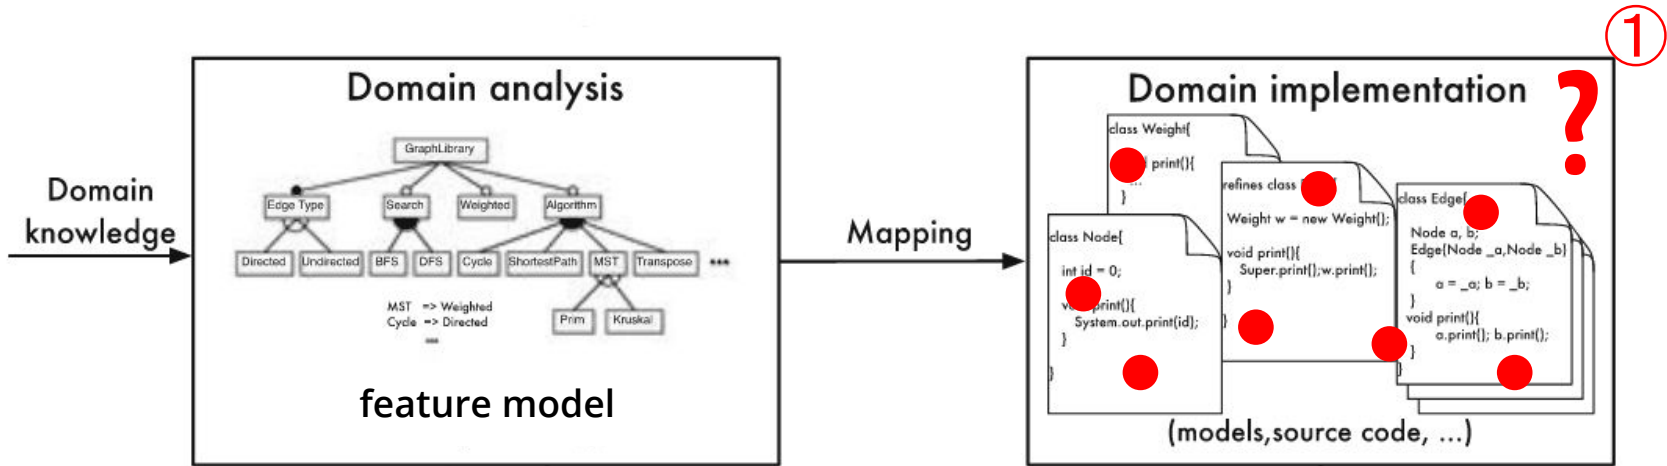 ①
Domain analysis
Domain implementation
?
GraphLibrary
Edge Type
Search
Weighted
Algorithm
Directed
Undirected
BFS
DFS
Cycle
ShortestPath
MST
Transpose
•••
MST => Weighted
Cycle => Directed
Prim
Kruskal
feature model
Domain
knowledge
Mapping
class Weight{
print(){
...
}
refines class
Weight w = new Weight();
void print(){
Super.print();w.print();
}
}
class Node{
int id = 0;
print(){
System.out.print(id);
}
}
class Edge{
Node a, b;
Edge(Node _a,Node _b)
{
a = _a; b = _b;
}
void print(){
a.print(); b.print();
}
}
(models,source code, ...)